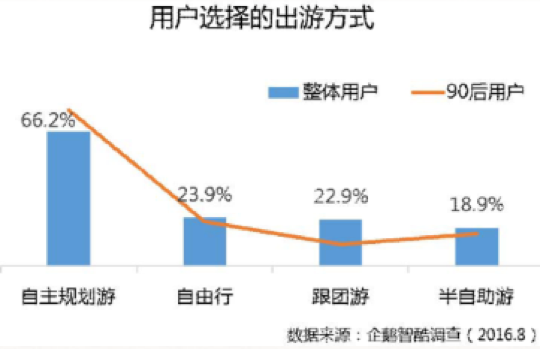 用户选择的出游方式
整体用户 90后用户
66.2%
23.9%
22.9%
18.9%
自主规划游 自由行 跟团游 半自助游
数据来源：企鹅智酷调查（2016.8）